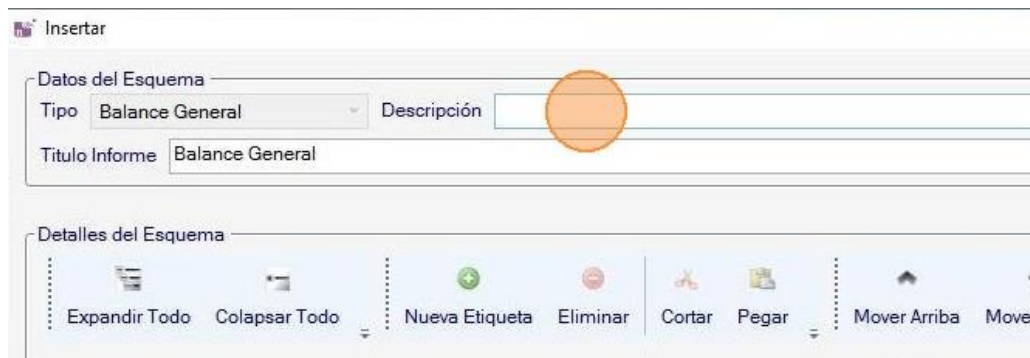 Insertar
Datos del Esquema
Tipo Balance General Descripción
Titulo Informe Balance General
Detalles del Esquema
Expandir Todo Colapsar Todo Nueva Etiqueta Eliminar Cortar Pegar Mover Arriba Move